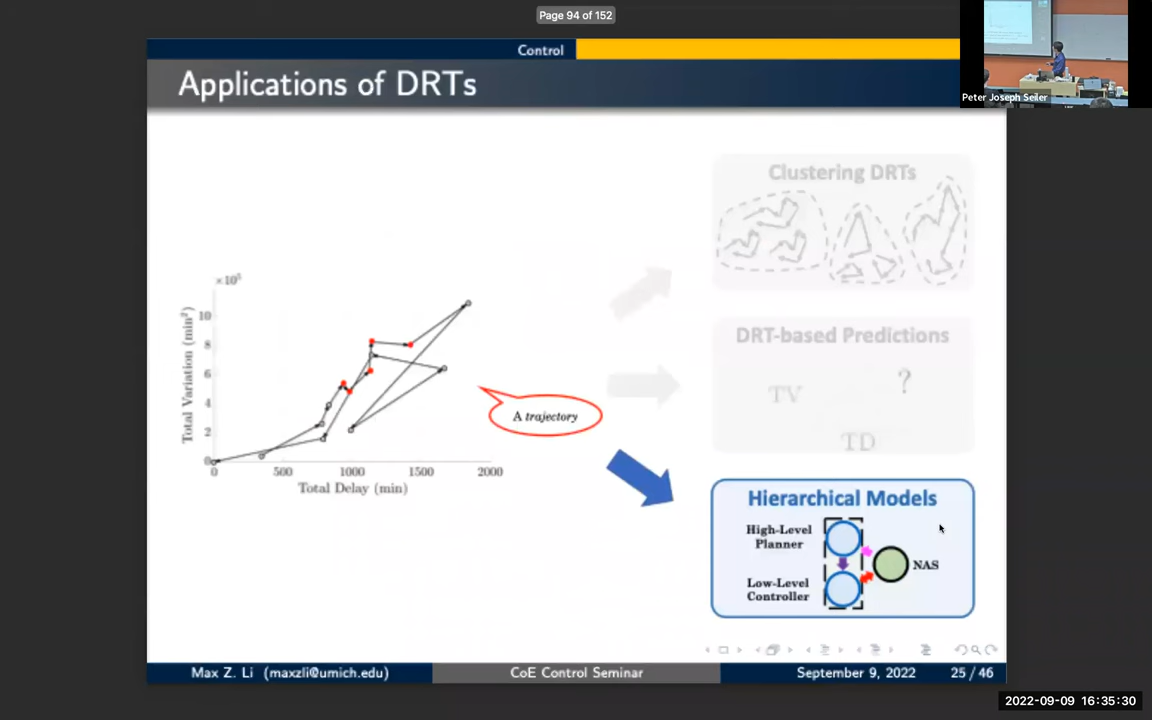 Page 94 of 152
Control
Applications of DRTs
Peter Joseph Seiler
Clustering DRTs
×10⁵
10
8
6
4
2
0
0 500 1000 1500 2000
Total Variation (min²)
Total Delay (min)
A trajectory
DRT-based Predictions
TV
?
TD
Hierarchical Models
High-Level
Planner
NAS
Low-Level
Controller
Max Z. Li (maxzli@umich.edu) CoE Control Seminar September 9, 2022 25 / 46
2022-09-09 16:35:30